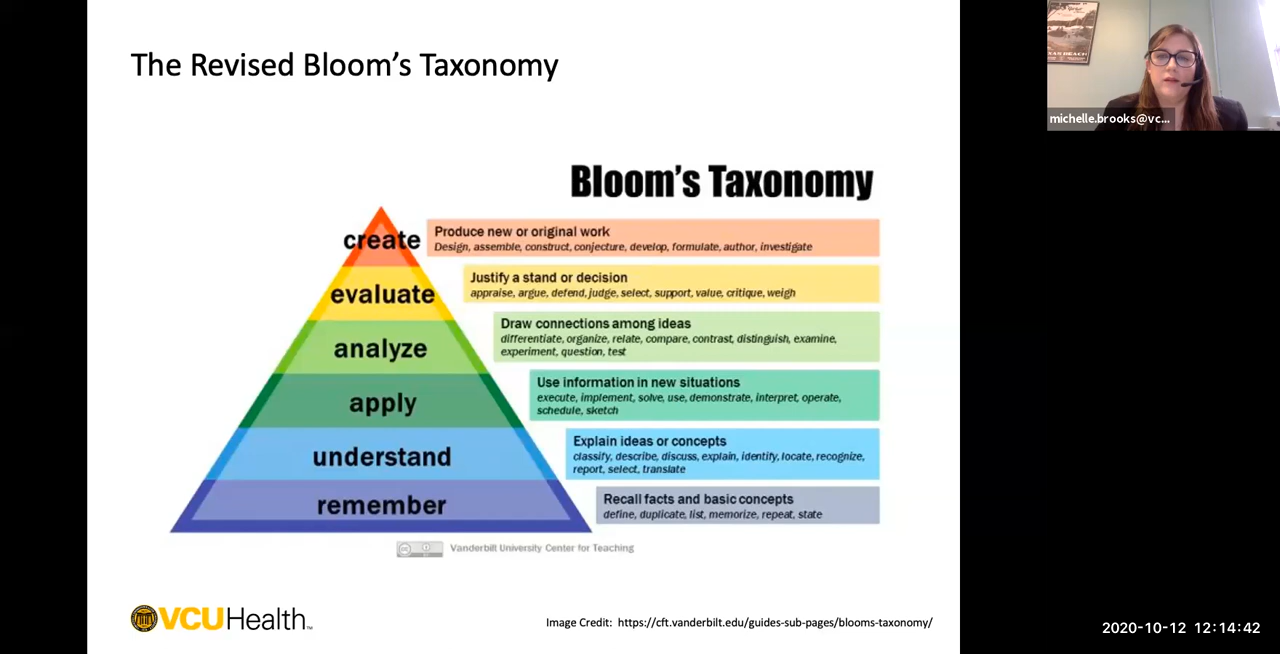 The Revised Bloom's Taxonomy
Bloom's Taxonomy
create
Produce new or original work
Design, assemble, construct, conjecture, develop, formulate, author, investigate
evaluate
Justify a stand or decision
appraise, argue, defend, judge, select, support, value, critique, weigh
analyze
Draw connections among ideas
differentiate, organize, relate, compare, contrast, distinguish, examine,
experiment, question, test
apply
Use information in new situations
execute, implement, solve, use, demonstrate, interpret, operate,
schedule, sketch
understand
Explain ideas or concepts
classify, describe, discuss, explain, identify, locate, recognize,
report, select, translate
remember
Recall facts and basic concepts
define, duplicate, list, memorize, repeat, state
Vanderbilt University Center for Teaching
VCUHealth™
Image Credit: https://cft.vanderbilt.edu/guides-sub-pages/blooms-taxonomy/
BEACH
michelle.brooks@vc...
2020-10-12 12:14:42